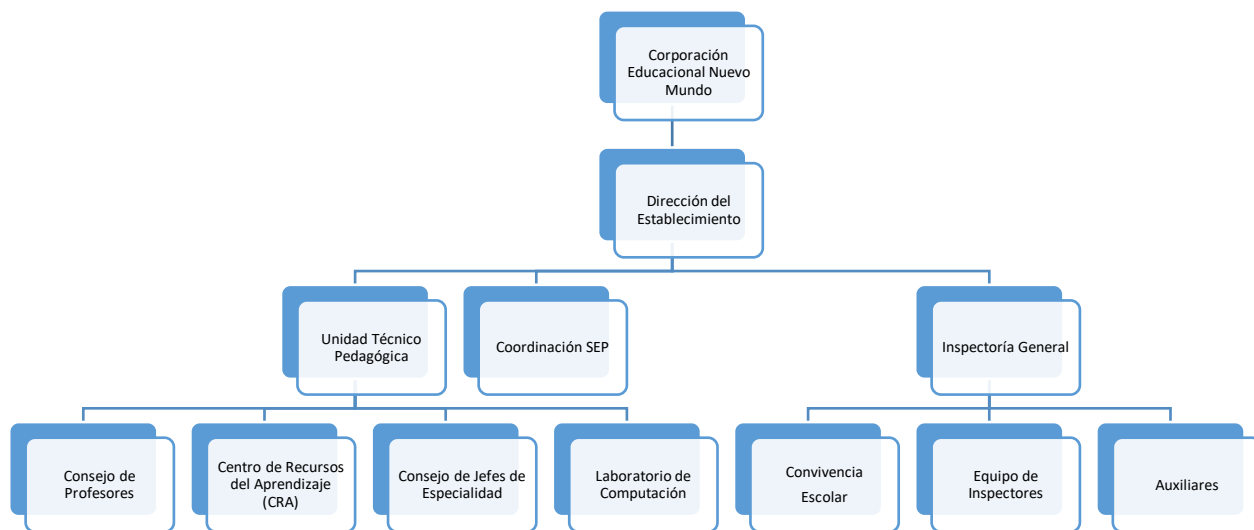 Corporación
Educacional Nuevo
Mundo
Dirección del
Establecimiento
Unidad Técnico
Pedagógica
Coordinación SEP
Inspectoría General
Consejo de
Profesores
Centro de Recursos
del Aprendizaje
(CRA)
Consejo de Jefes de
Especialidad
Laboratorio de
Computación
Convivencia
Escolar
Equipo de
Inspectores
Auxiliares